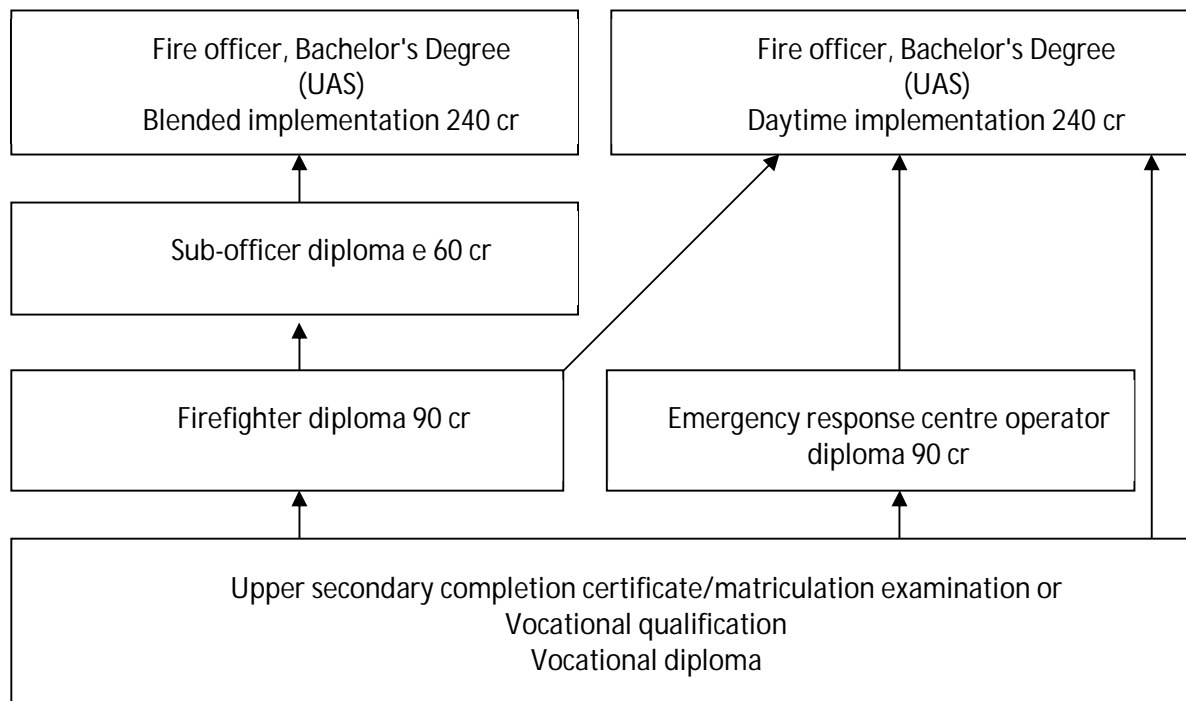 Fire officer, Bachelor's Degree
(UAS)
Blended implementation 240 cr
Fire officer, Bachelor's Degree
(UAS)
Daytime implementation 240 cr
Sub-officer diploma e 60 cr
Firefighter diploma 90 cr
Emergency response centre operator
diploma 90 cr
Upper secondary completion certificate/matriculation examination or
Vocational qualification
Vocational diploma